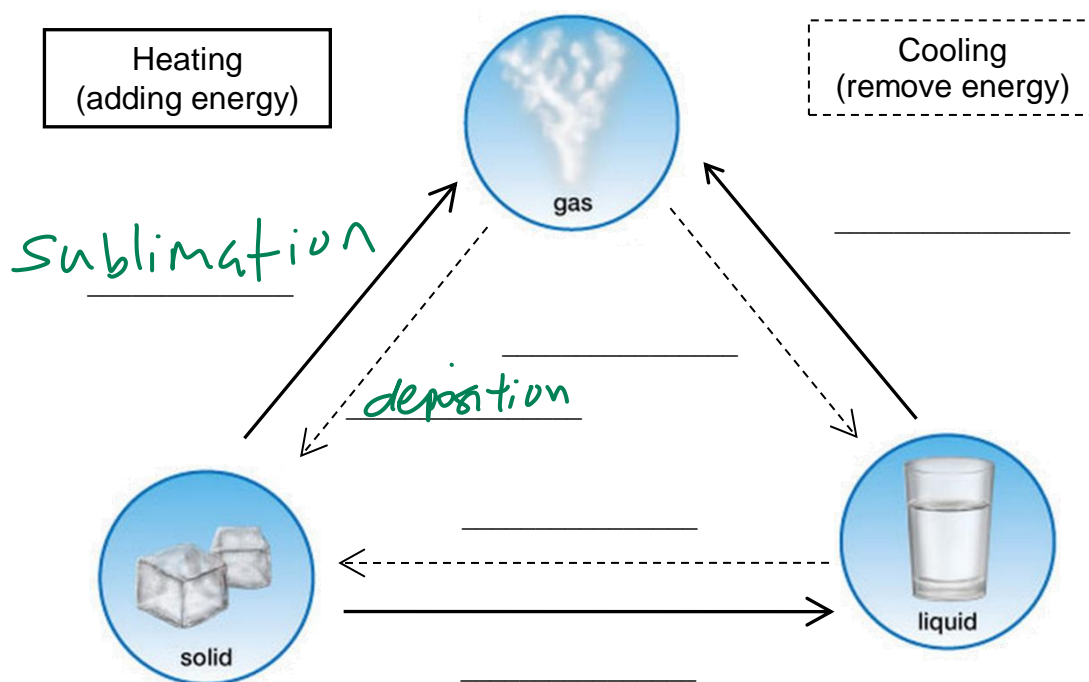 Heating
(adding energy)
Cooling
(remove energy)
gas
sublimation
deposition
solid
liquid